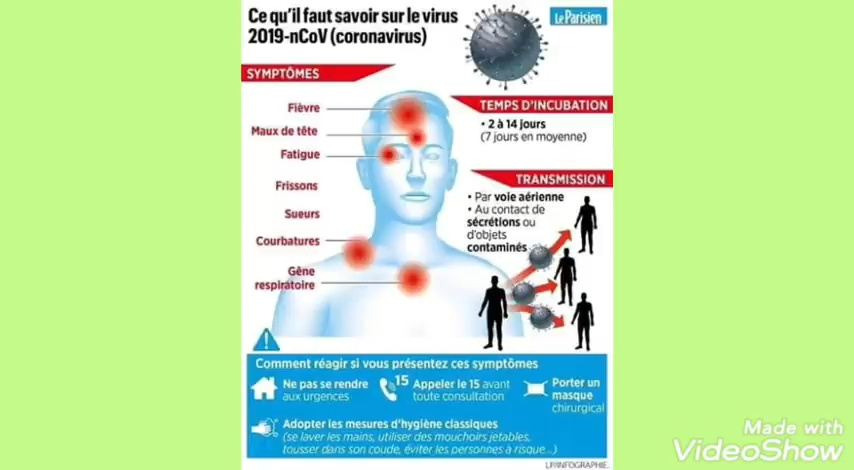 Ce qu'il faut savoir sur le virus
2019-nCoV (coronavirus)
Le Parisien
SYMPTÔMES
Fièvre
Maux de tête
Fatigue
Frissons
Sueurs
Courbatures
Gêne
respiratoire
TEMPS D'INCUBATION
• 2 à 14 jours
(7 jours en moyenne)
TRANSMISSION
• Par voie aérienne
• Au contact de
sécrétions ou
d'objets
contaminés
Comment réagir si vous présentez ces symptômes
Ne pas se rendre
aux urgences
15 Appeler le 15 avant
toute consultation
Porter un
masque
chirurgical
Adopter les mesures d'hygiène classiques
(se laver les mains, utiliser des mouchoirs jetables,
tousser dans son coude, éviter les personnes à risque...)
LP/INFOGRAPHIE.
Made with
VideoShow